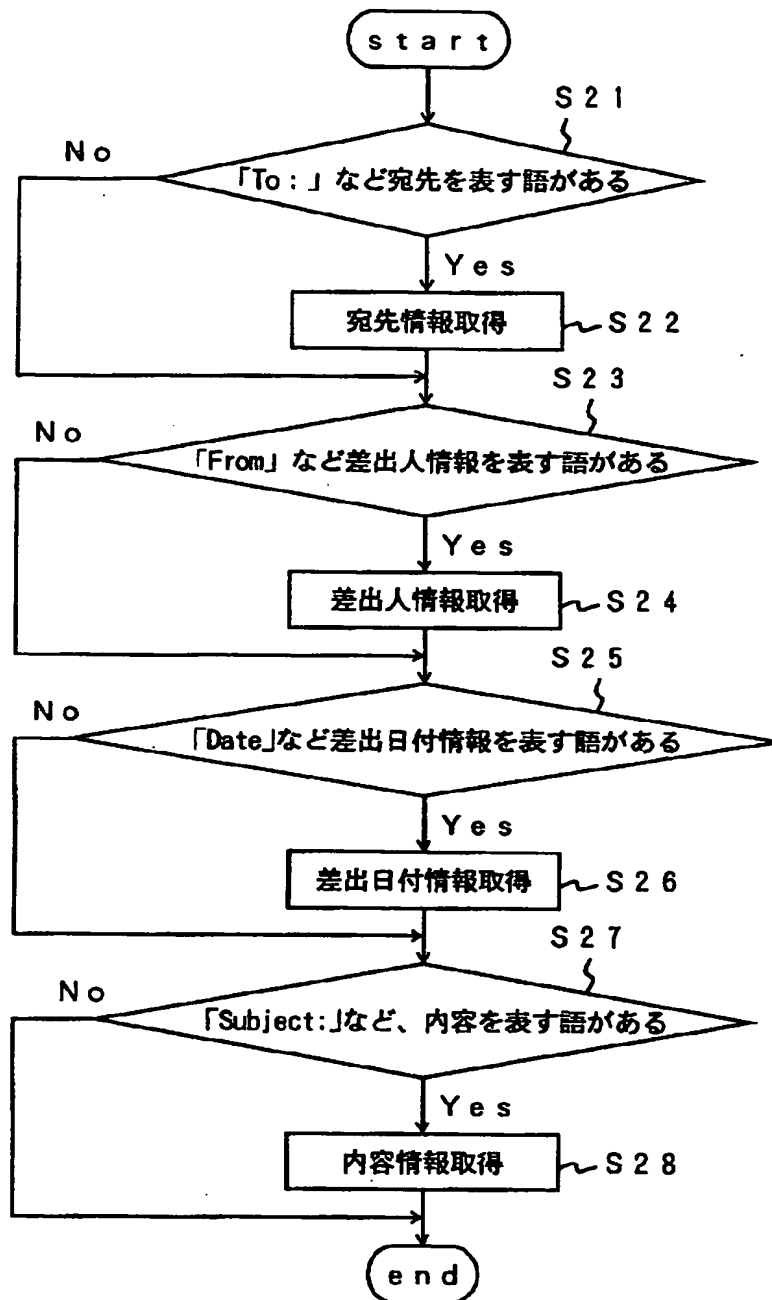 start
S21
No
「To:」など宛先を表す語がある
Yes
宛先情報取得
S22
S23
No
「From」など差出人情報を表す語がある
Yes
差出人情報取得
S24
S25
No
「Date」など差出日付情報を表す語がある
Yes
差出日付情報取得
S26
S27
No
「Subject:」など、内容を表す語がある
Yes
内容情報取得
S28
end